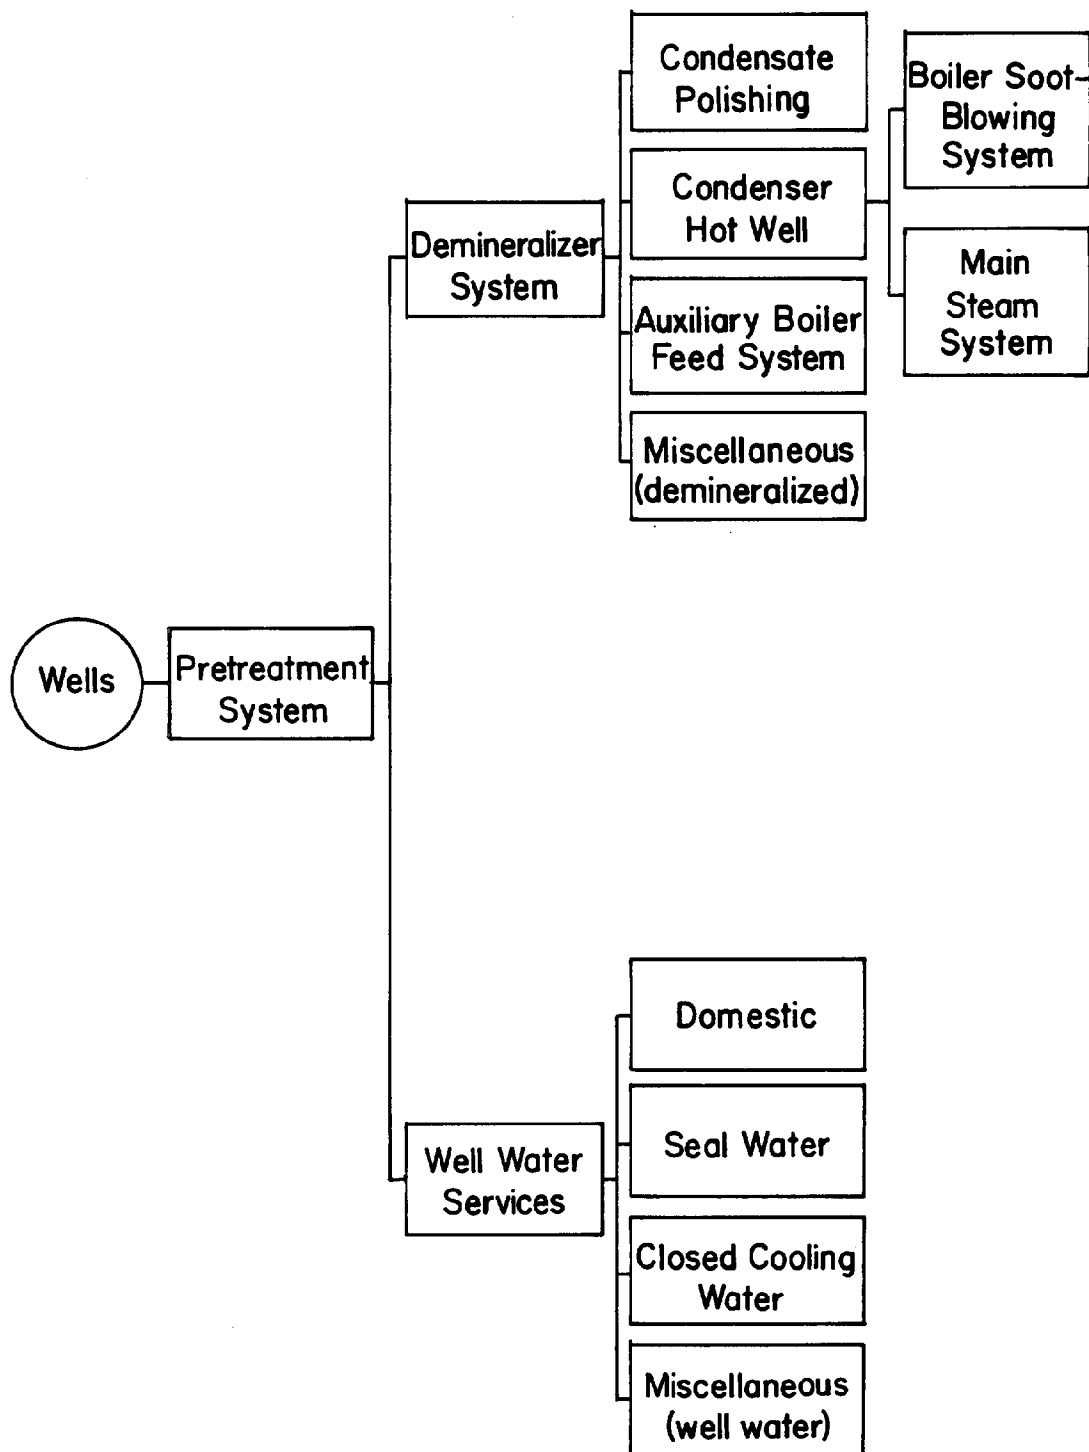 Wells
Pretreatment
System
Demineralizer
System
Condensate
Polishing
Condenser
Hot Well
Auxiliary Boiler
Feed System
Miscellaneous
(demineralized)
Boiler Soot-
Blowing
System
Main
Steam
System
Well Water
Services
Domestic
Seal Water
Closed Cooling
Water
Miscellaneous
(well water)